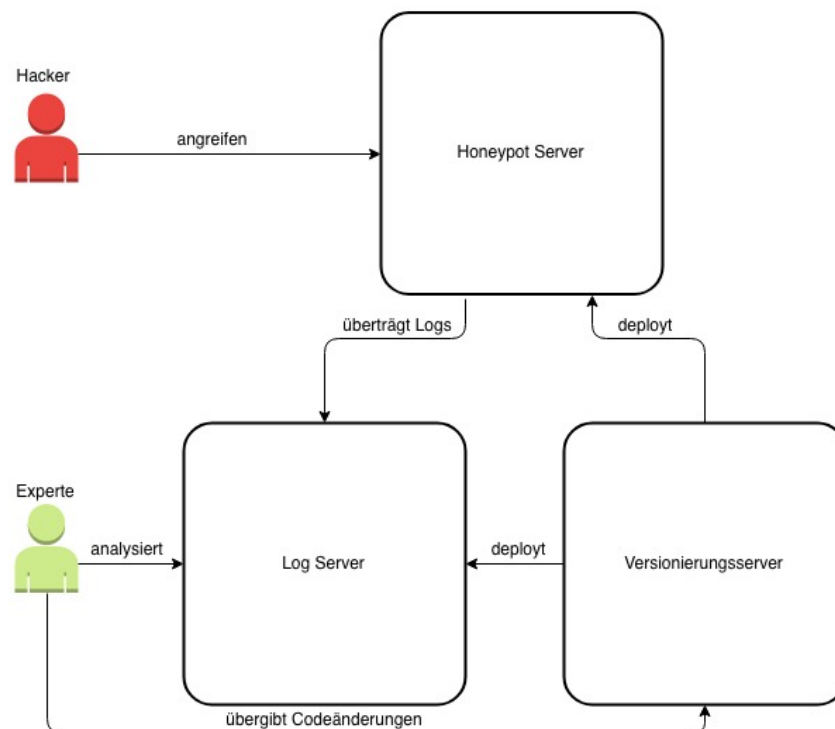 Hacker
angreifen
Honeypot Server
überträgt Logs
deployt
Experte
analysiert
Log Server
deployt
Versionierungsserver
übergibt Codeänderungen